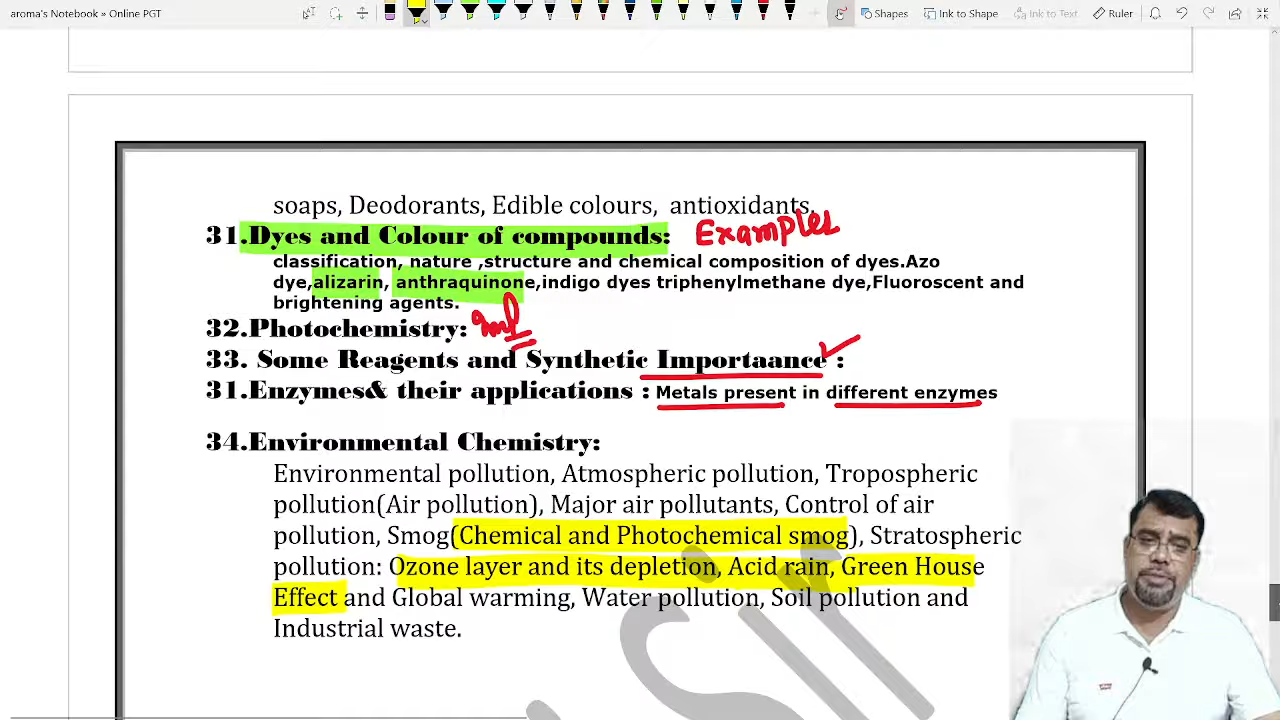 arora's Notebook » Online
Shapes Ink to Shape Ink to Text Ruler
soaps, Deodorants, Edible colours, antioxidants.
31.Dyes and Colour of compounds: Examples
classification, nature ,structure and chemical composition of dyes.Azo
dye,alizarin, anthraquinone,indigo dyes triphenylmethane dye,Fluoroscent and
brightening agents.
32.Photochemistry:
33. Some Reagents and Synthetic Importaance :
31.Enzymes& their applications : Metals present in different enzymes
34.Environmental Chemistry:
Environmental pollution, Atmospheric pollution, Tropospheric
pollution(Air pollution), Major air pollutants, Control of air
pollution, Smog(Chemical and Photochemical smog), Stratospheric
pollution: Ozone layer and its depletion, Acid rain, Green House
Effect and Global warming, Water pollution, Soil pollution and
Industrial waste.
Sir